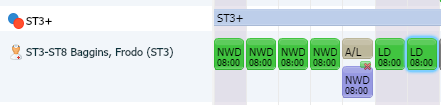 ST3+ ST3+
ST3-ST8 Baggins, Frodo (ST3) NWD NWD NWD NWD A/L LD LD
08:00 08:00 08:00 08:00 08:00 08:00
NWD
08:00